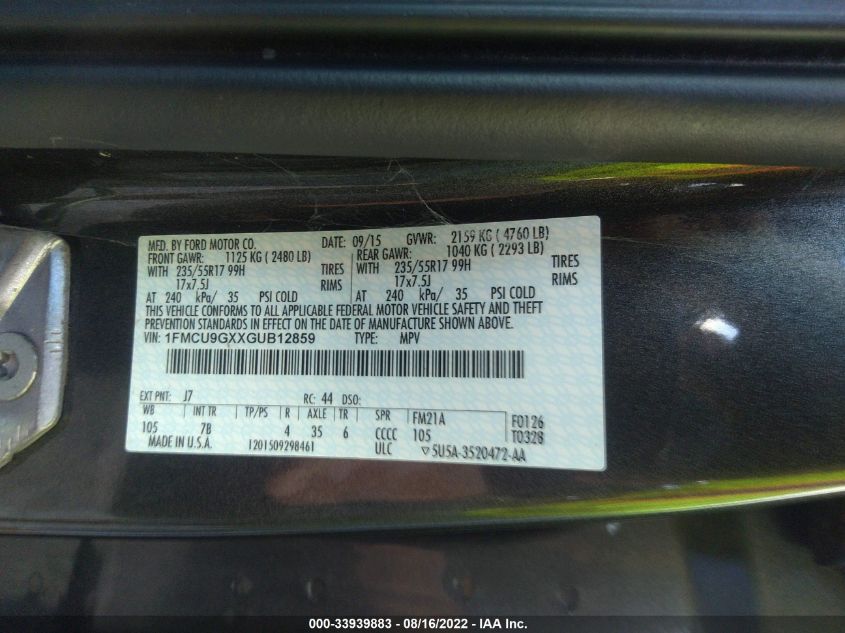 MFD. BY FORD MOTOR CO. DATE: 09/15 GVWR: 2159 KG ( 4760 LB)
FRONT GAWR: 1125 KG ( 2480 LB) REAR GAWR: 1040 KG ( 2293 LB)
WITH 235/55R17 99H TIRES WITH 235/55R17 99H TIRES
17x7.5J RIMS 17x7.5J RIMS
AT 240 kPa/ 35 PSI COLD AT 240 kPa/ 35 PSI COLD
THIS VEHICLE CONFORMS TO ALL APPLICABLE FEDERAL MOTOR VEHICLE SAFETY AND THEFT
PREVENTION STANDARDS IN EFFECT ON THE DATE OF MANUFACTURE SHOWN ABOVE.
VIN: 1FMCU9GXXGUB12859 TYPE: MPV
EXT PNT: J7 RC: 44 DSO:
WB INT TR TP/PS R AXLE TR SPR FM21A F0126
105 7B 4 35 6 CCCC 105 T0328
MADE IN U.S.A. 1201509298461 ULC ▽5U5A-3520472-AA
000-33939883 - 08/16/2022 - IAA Inc.